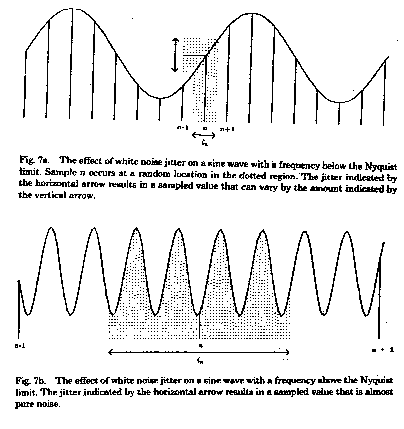 n-1 n n+1
ζn
Fig. 7a. The effect of white noise jitter on a sine wave with a frequency below the Nyquist
limit. Sample n occurs at a random location in the dotted region. The jitter indicated by
the horizontal arrow results in a sampled value that can vary by the amount indicated by
the vertical arrow.
n-1 n n + 1
ζn
Fig. 7b. The effect of white noise jitter on a sine wave with a frequency above the Nyquist
limit. The jitter indicated by the horizontal arrow results in a sampled value that is almost
pure noise.